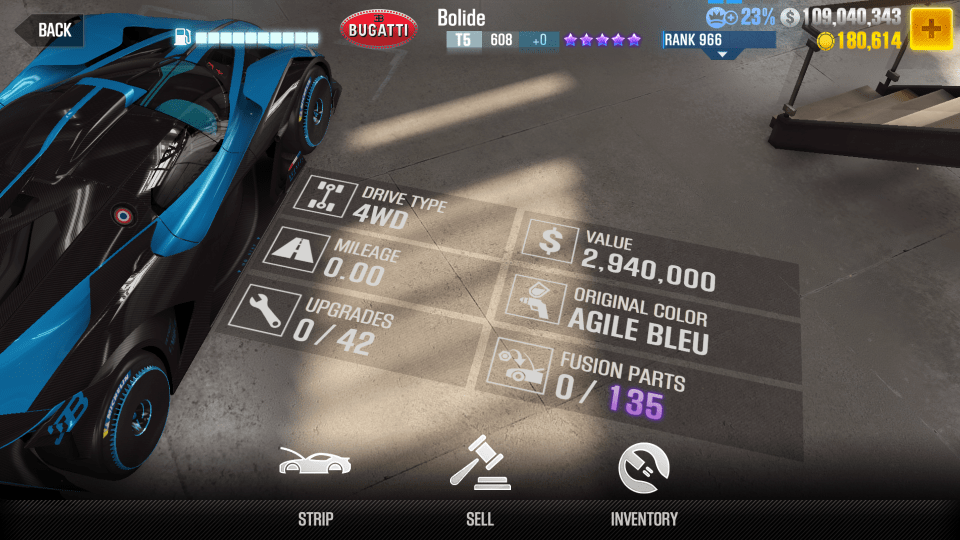 BACK
BUGATTI
Bolide
T5 608 +0
RANK 966
23%
109,040,343
180,614
DRIVE TYPE
4WD
MILEAGE
0.00
UPGRADES
0 / 42
VALUE
2,940,000
ORIGINAL COLOR
AGILE BLEU
FUSION PARTS
0 / 135
STRIP
SELL
INVENTORY